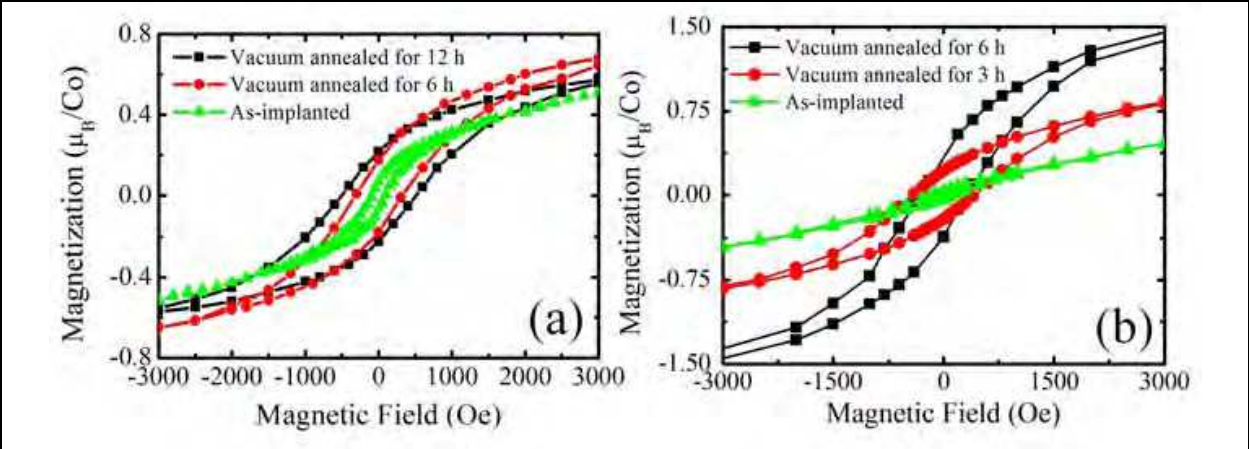 0.8
Vacuum annealed for 12 h
Vacuum annealed for 6 h
As-implanted
0.4
0.0
-0.4
-0.8
Magnetization (μB/Co)
(a)
-3000 -2000 -1000 0 1000 2000 3000
Magnetic Field (Oe)
1.50
Vacuum annealed for 6 h
Vacuum annealed for 3 h
As-implanted
0.75
0.00
-0.75
-1.50
Magnetization (μB/Co)
(b)
-3000 -1500 0 1500 3000
Magnetic Field (Oe)